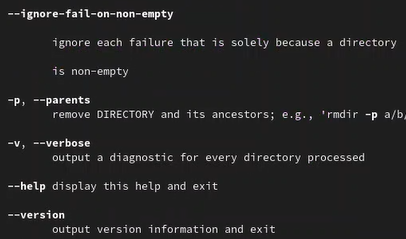 --ignore-fail-on-non-empty
ignore each failure that is solely because a directory
is non-empty
-p, --parents
remove DIRECTORY and its ancestors; e.g., 'rmdir -p a/b/
-v, --verbose
output a diagnostic for every directory processed
--help display this help and exit
--version
output version information and exit